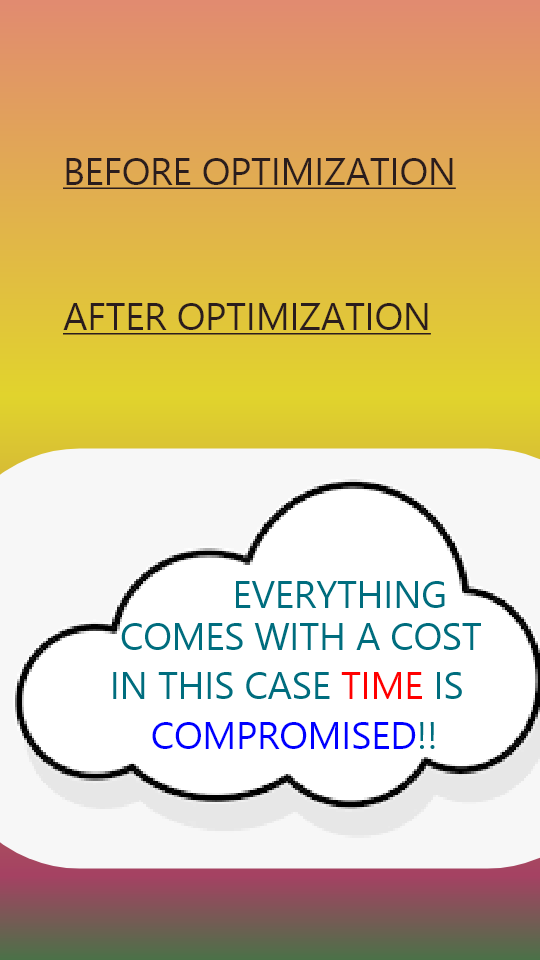 BEFORE OPTIMIZATION
AFTER OPTIMIZATION
EVERYTHING
COMES WITH A COST
IN THIS CASE TIME IS
COMPROMISED!!